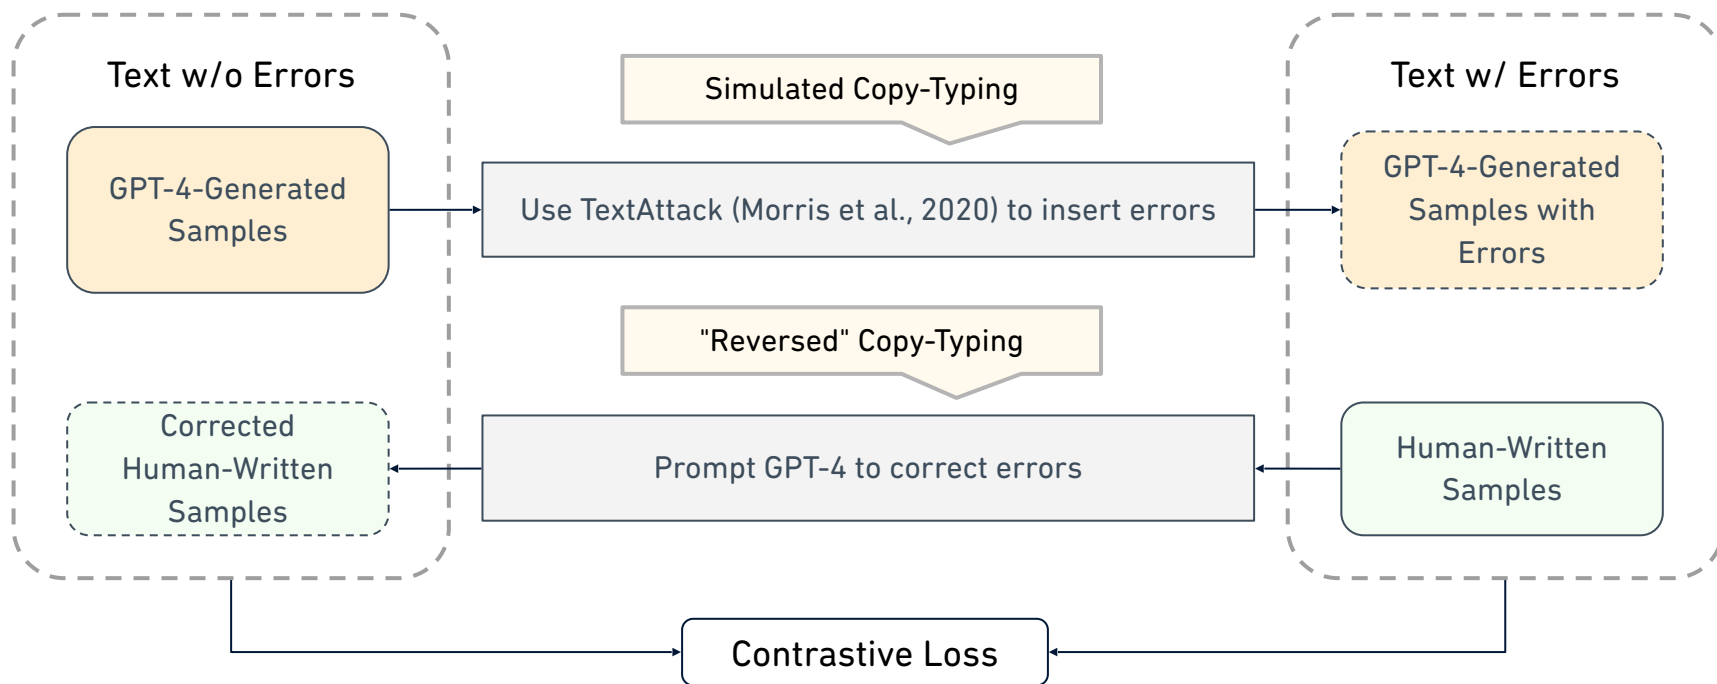 Text w/o Errors
GPT-4-Generated
Samples
Simulated Copy-Typing
Use TextAttack (Morris et al., 2020) to insert errors
Text w/ Errors
GPT-4-Generated
Samples with
Errors
"Reversed" Copy-Typing
Corrected
Human-Written
Samples
Prompt GPT-4 to correct errors
Human-Written
Samples
Contrastive Loss